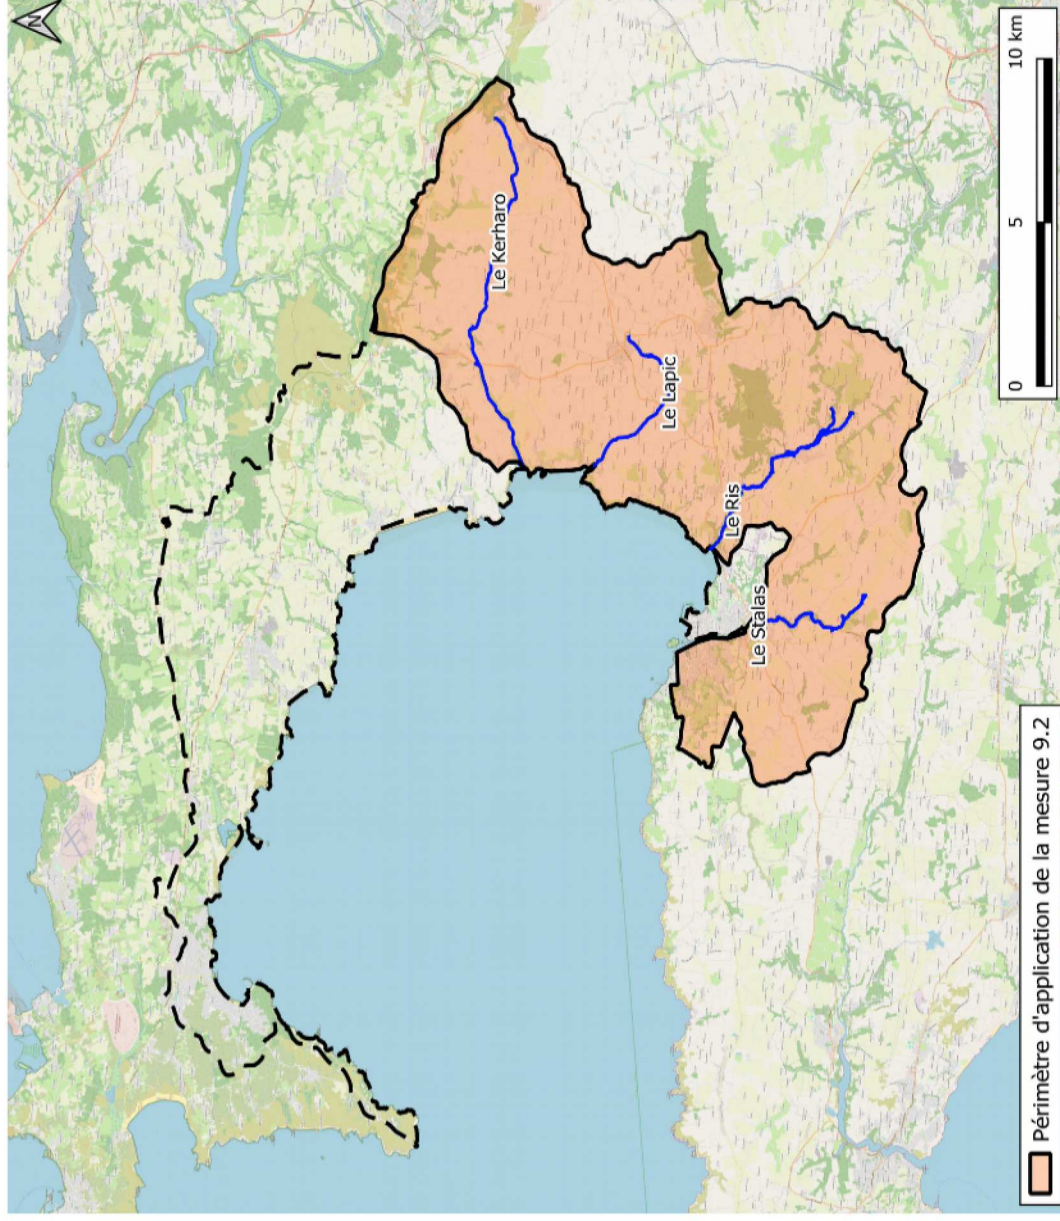 N
Le Kerharo
Le Lapic
Le Ris
Le Stalas
Périmètre d'application de la mesure 9.2
0
5
10 km